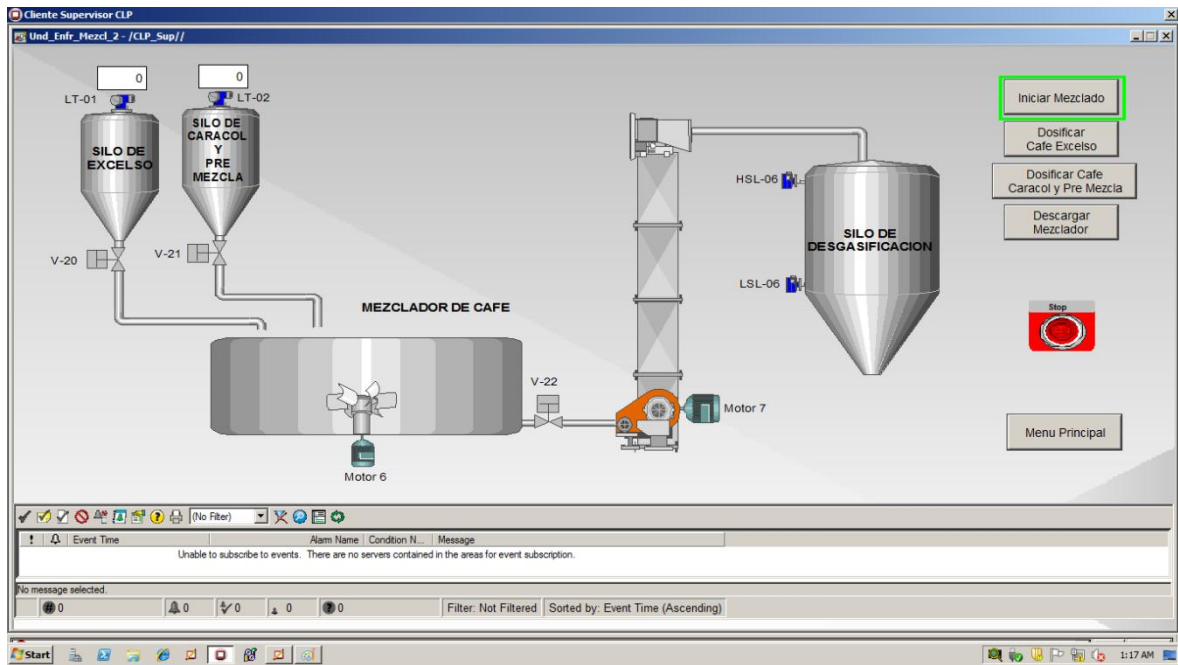 Cliente Supervisor CLP
Und_Enfr_Mezcl_2 - /CLP_Sup//
0
0
LT-01
LT-02
SILO DE
EXCELSO
SILO DE
CARACOL
Y
PRE
MEZCLA
V-20
V-21
MEZCLADOR DE CAFE
V-22
Motor 6
Motor 7
HSL-06
LSL-06
SILO DE
DESGASIFICACION
Iniciar Mezclado
Dosificar
Cafe Excelso
Dosificar Cafe
Caracol y Pre Mezcla
Descargar
Mezclador
Stop
Menu Principal
(No Filter)
! Event Time Alarm Name Condition N... Message
Unable to subscribe to events. There are no servers contained in the areas for event subscription.
No message selected.
0 0 0 0 0 Filter: Not Filtered Sorted by: Event Time (Ascending)
Start 1:17 AM